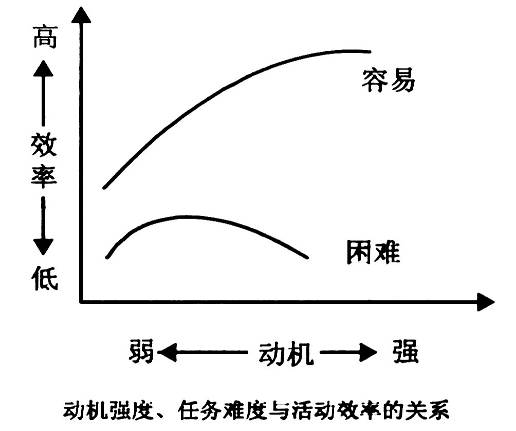 高
容易
效率
困难
低
弱 动机 强
动机强度、任务难度与活动效率的关系